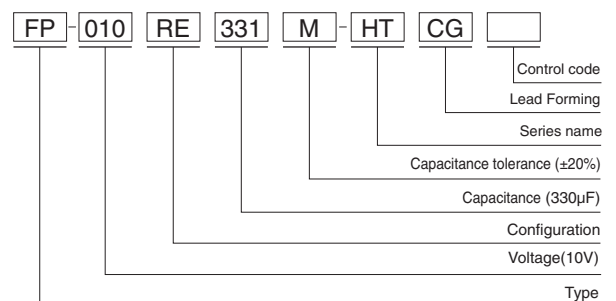 FP-010 RE 331 M-HT CG
Control code
Lead Forming
Series name
Capacitance tolerance (±20%)
Capacitance (330µF)
Configuration
Voltage(10V)
Type